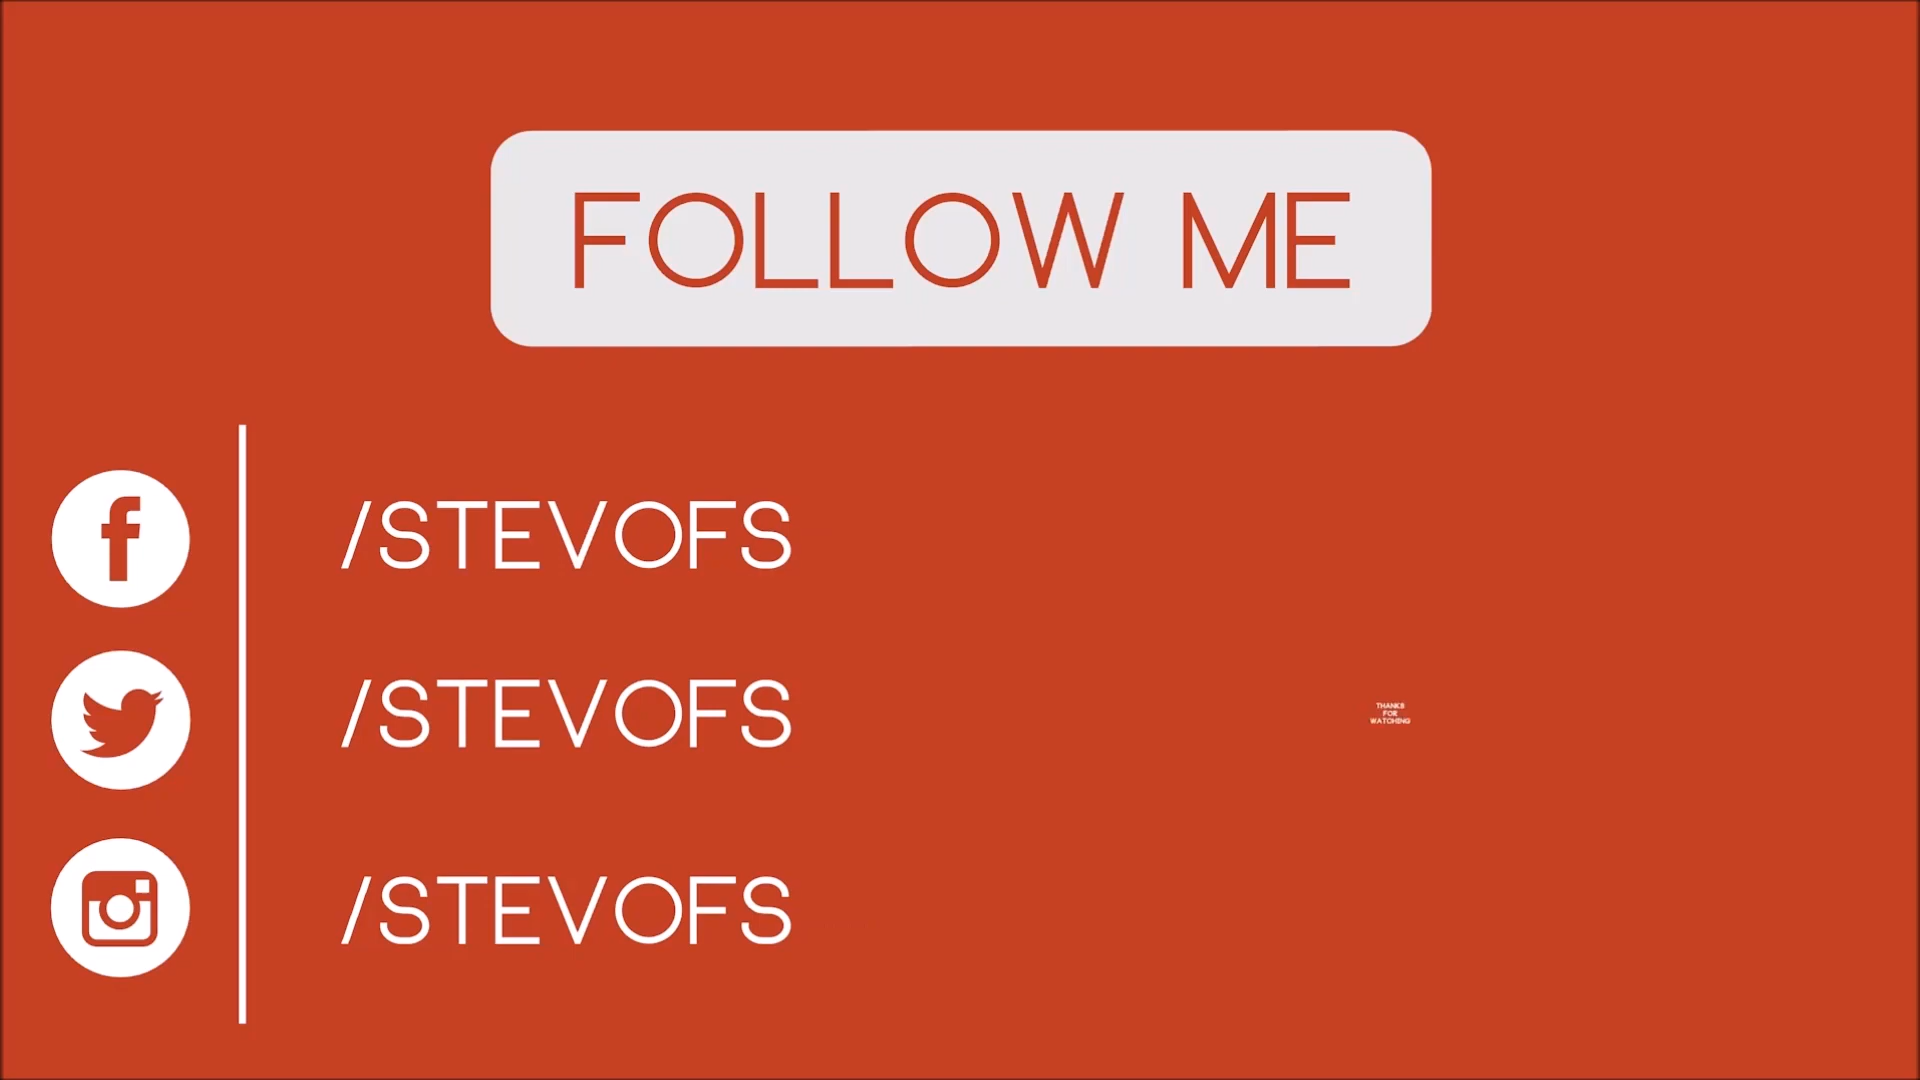 FOLLOW ME
/STEVOFS
/STEVOFS
/STEVOFS
THANKS
FOR
WATCHING